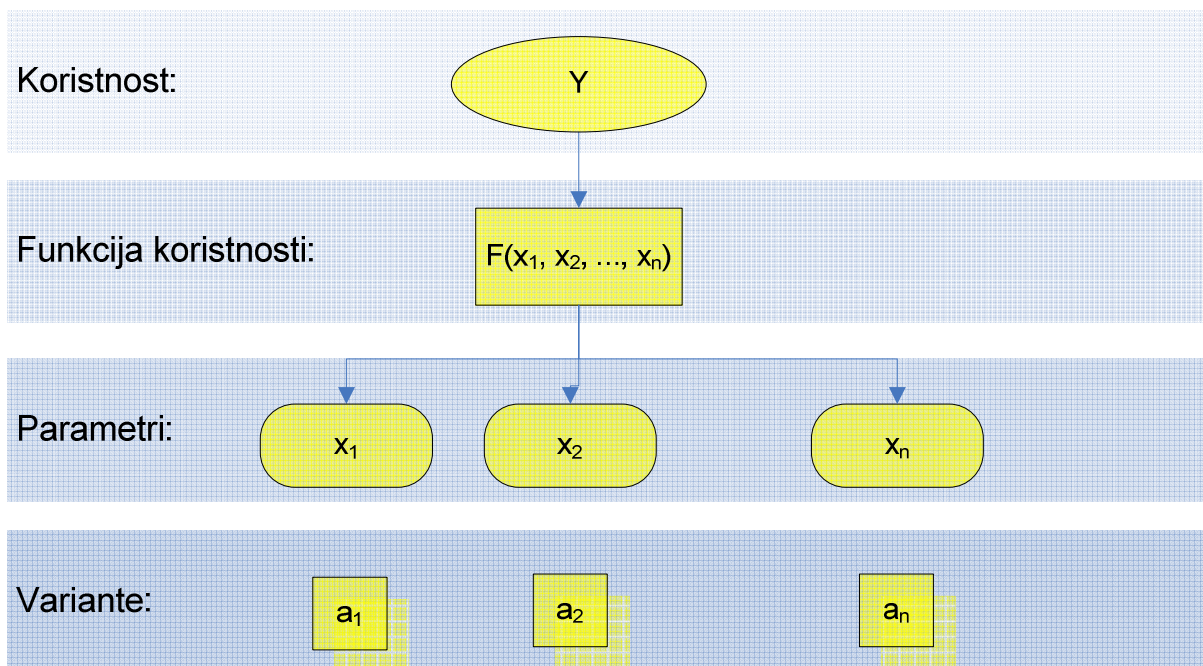 Koristnost:
Y
Funkcija koristnosti:
F(x₁, x₂, ..., xₙ)
Parametri:
x₁
x₂
xₙ
Variante:
a₁
a₂
aₙ